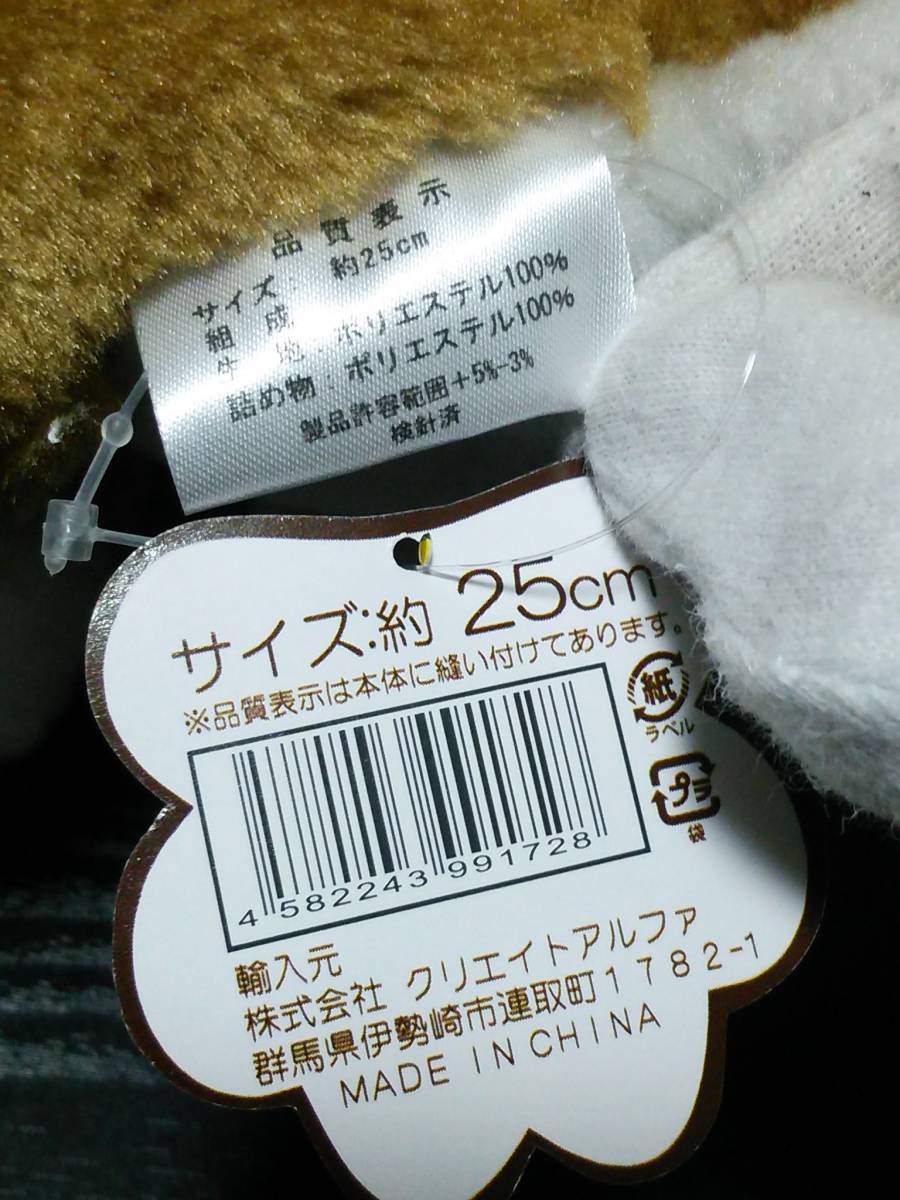 品質表示
サイズ: 約25cm
組成
生地:ポリエステル100%
詰め物:ポリエステル100%
製品許容範囲+5%-3%
検針済
サイズ:約 25cm
※品質表示は本体に縫い付けてあります。
紙
ラベル
プラ
袋
4 582243 991728
輸入元
株式会社 クリエイトアルファ
群馬県伊勢崎市連取町1782-1
MADE IN CHINA